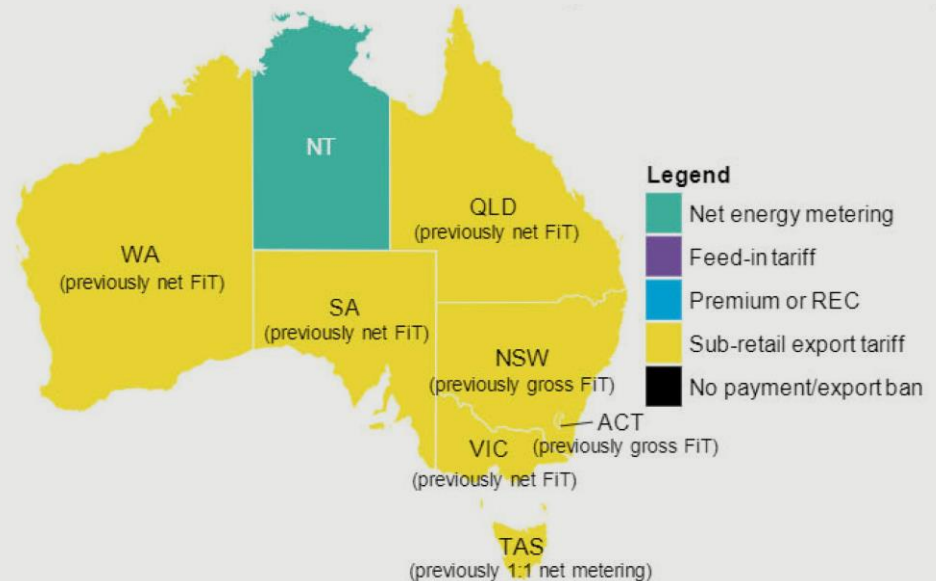 NT
QLD
(previously net FiT)
WA
(previously net FiT)
SA
(previously net FiT)
NSW
(previously gross FiT)
ACT
(previously gross FiT)
VIC
(previously net FiT)
TAS
(previously 1:1 net metering)
Legend
Net energy metering
Feed-in tariff
Premium or REC
Sub-retail export tariff
No payment/export ban